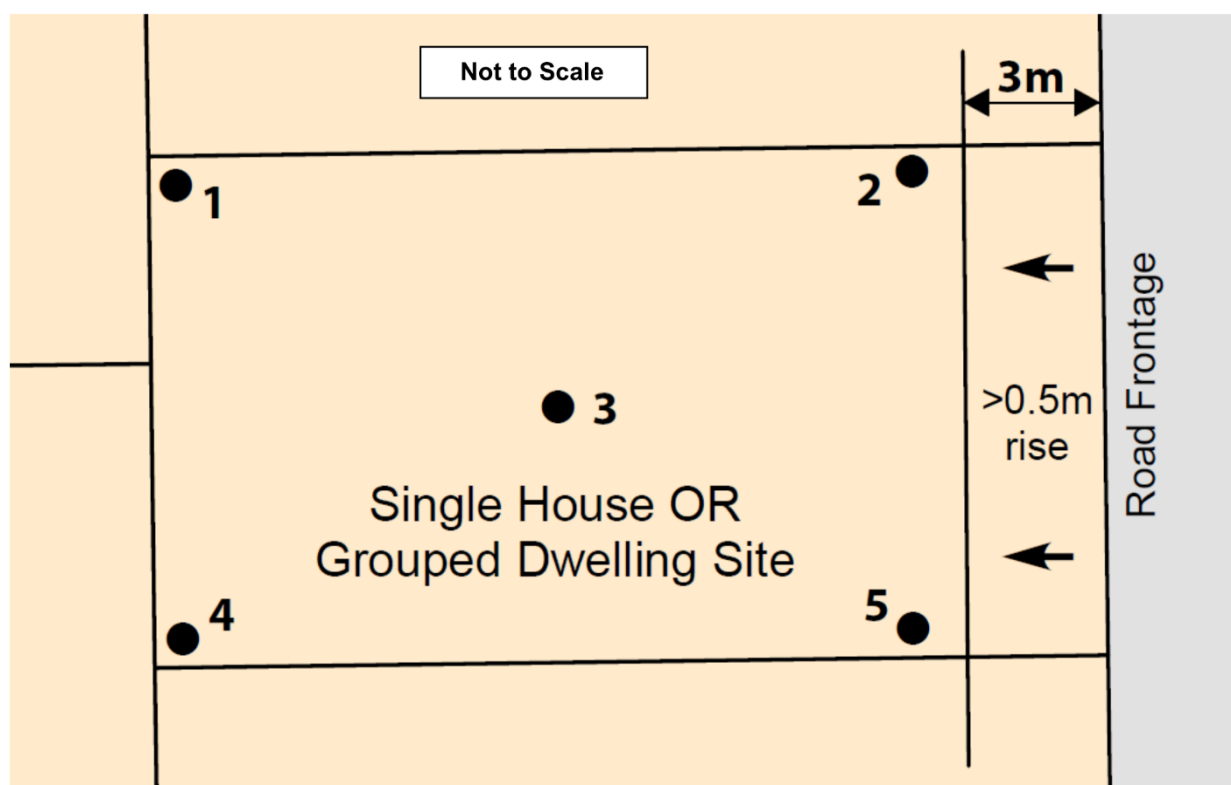 Not to Scale
3m
1
2
3
>0.5m
rise
Road Frontage
Single House OR
Grouped Dwelling Site
4
5